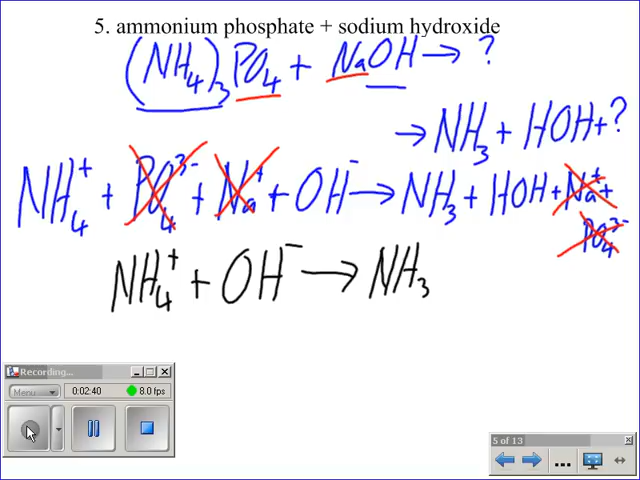 5. ammonium phosphate + sodium hydroxide
(NH₄)₃PO₄ + NaOH → ?
→ NH₃ + HOH + ?
NH₄⁺ + PO₄³⁻ + Na⁺ + OH⁻ → NH₃ + HOH + Na⁺ +
PO₄³⁻
NH₄⁺ + OH⁻ → NH₃
Recording...
Menu
0:02:40
8.0 fps
5 of 13
...